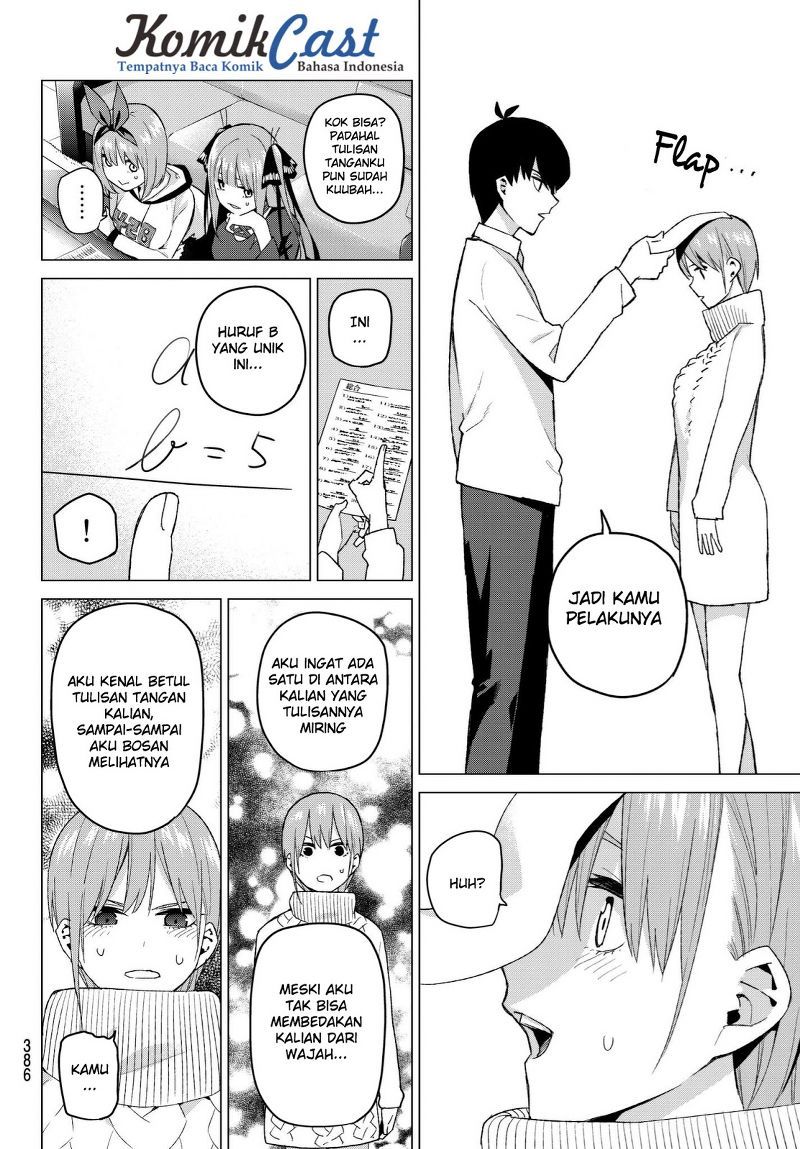 KomikCast
Tempatnya Baca Komik Bahasa Indonesia
Flap ...
JADI KAMU
PELAKUNYA
HUH?
KOK BISA?
PADAHAL
TULISAN
TANGANKU
PUN SUDAH
KUUBAH...
......
INI
...
総合
HURUF B
YANG UNIK
INI...
a
b = 5
!
AKU INGAT ADA
SATU DI ANTARA
KALIAN YANG
TULISANNYA
MIRING
MESKI AKU
TAK BISA
MEMBEDAKAN
KALIAN DARI
WAJAH...
AKU KENAL BETUL
TULISAN TANGAN
KALIAN,
SAMPAI-SAMPAI
AKU BOSAN
MELIHATNYA
KAMU
...
386